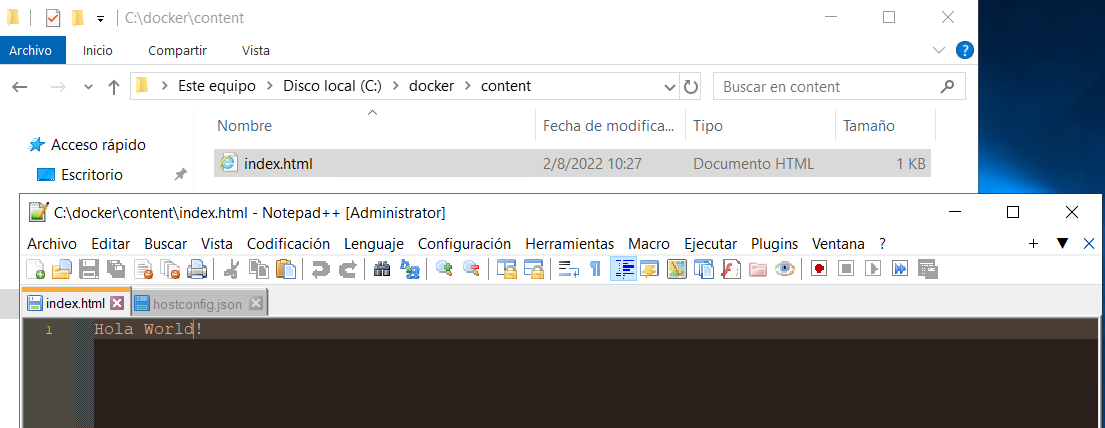 C:\docker\content
Archivo Inicio Compartir Vista
Este equipo Disco local (C:) docker content Buscar en content
Nombre Fecha de modifica... Tipo Tamaño
Acceso rápido
index.html 2/8/2022 10:27 Documento HTML 1 KB
Escritorio
C:\docker\content\index.html - Notepad++ [Administrator]
Archivo Editar Buscar Vista Codificación Lenguaje Configuración Herramientas Macro Ejecutar Plugins Ventana ?
index.html hostconfig.json
1 Hola World!